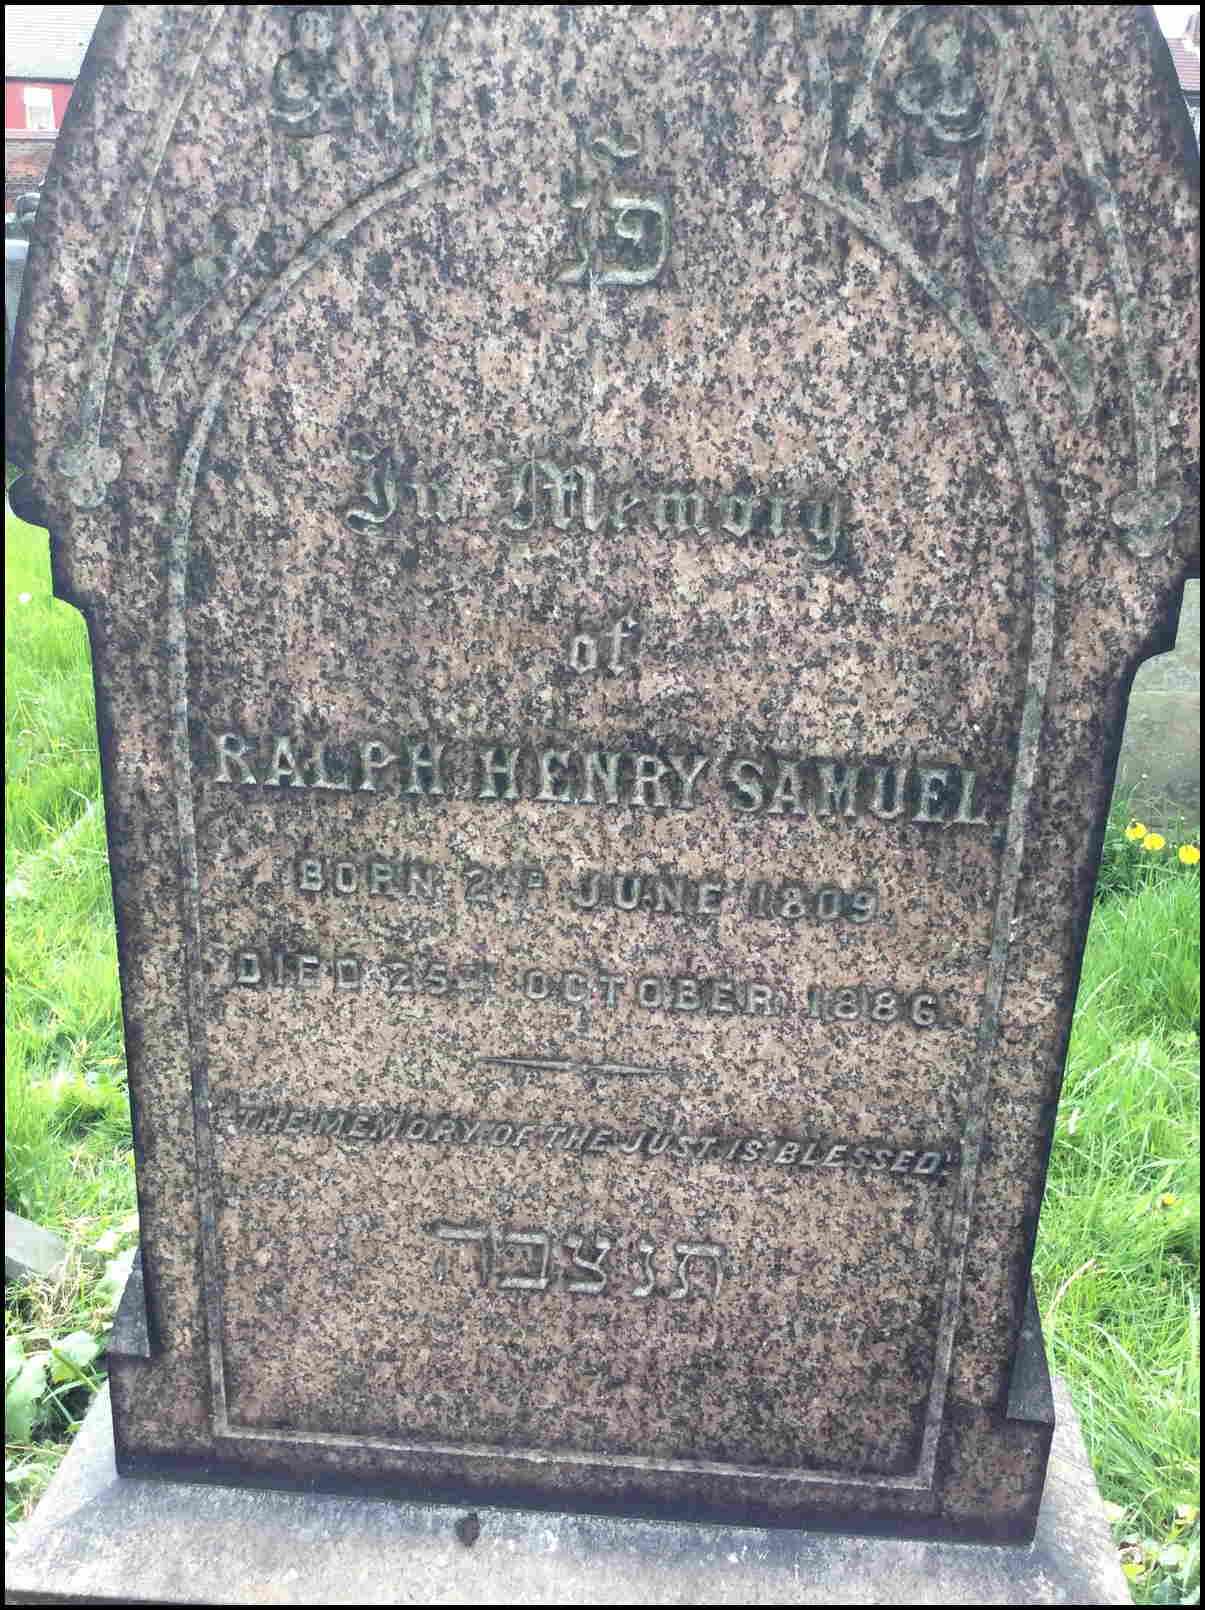 פ
In Memory
of
RALPH HENRY SAMUEL
BORN 2ND JUNE 1809
DIED 25TH OCTOBER 1886.
"THE MEMORY OF THE JUST IS BLESSED."
תנצבה